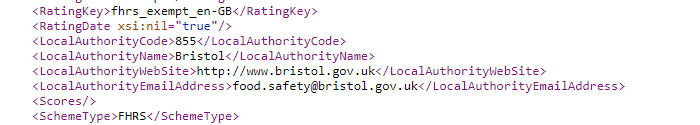 <RatingKey>fhrs_exempt_en-GB</RatingKey>
<RatingDate xsi:nil="true"/>
<LocalAuthorityCode>855</LocalAuthorityCode>
<LocalAuthorityName>Bristol</LocalAuthorityName>
<LocalAuthorityWebSite>http://www.bristol.gov.uk</LocalAuthorityWebSite>
<LocalAuthorityEmailAddress>food.safety@bristol.gov.uk</LocalAuthorityEmailAddress>
<Scores/>
<SchemeType>FHRS</SchemeType>